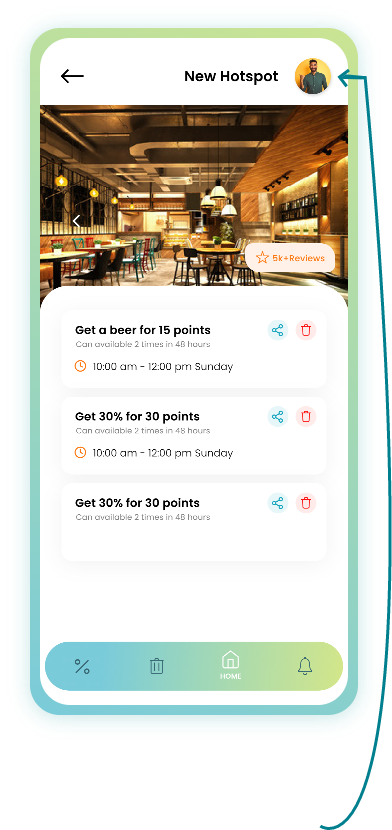 New Hotspot
5k+Reviews
Get a beer for 15 points
Can available 2 times in 48 hours
10:00 am - 12:00 pm Sunday
Get 30% for 30 points
Can available 2 times in 48 hours
10:00 am - 12:00 pm Sunday
Get 30% for 30 points
Can available 2 times in 48 hours
HOME